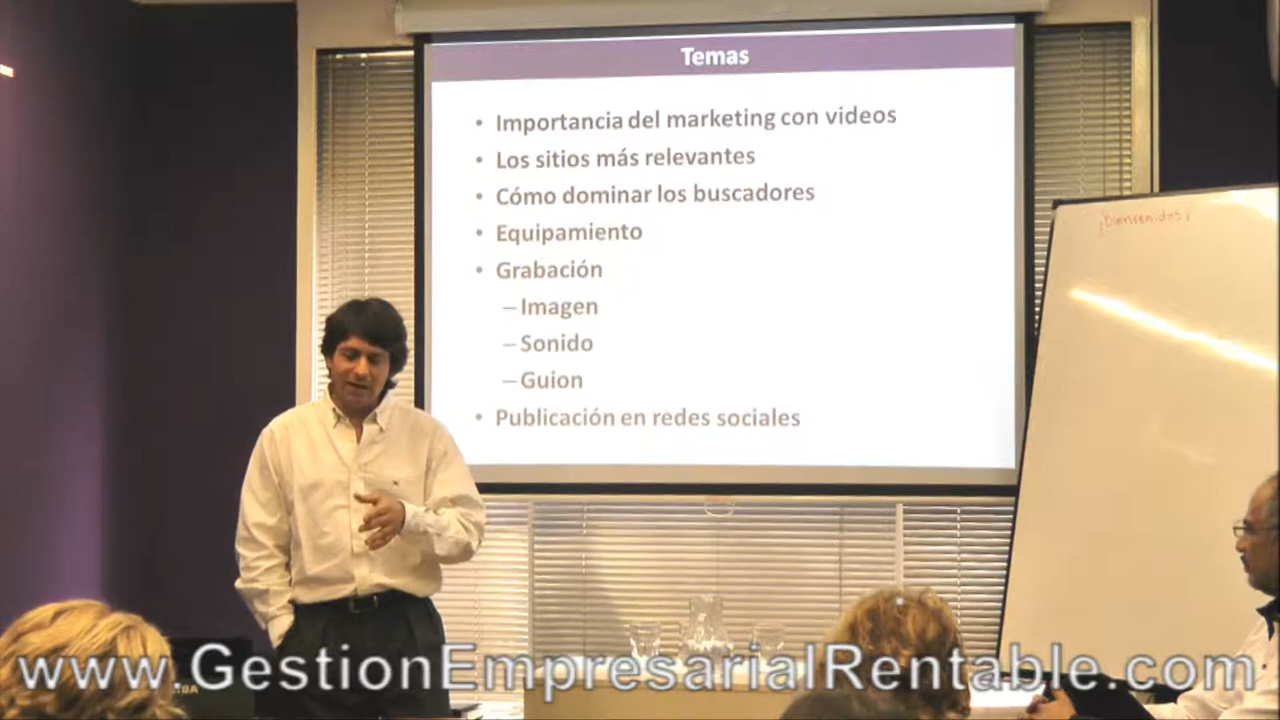 Temas
• Importancia del marketing con videos
• Los sitios más relevantes
• Cómo dominar los buscadores
• Equipamiento
• Grabación
– Imagen
– Sonido
– Guion
• Publicación en redes sociales
¡Bienvenidos!
www.GestionEmpresarialRentable.com